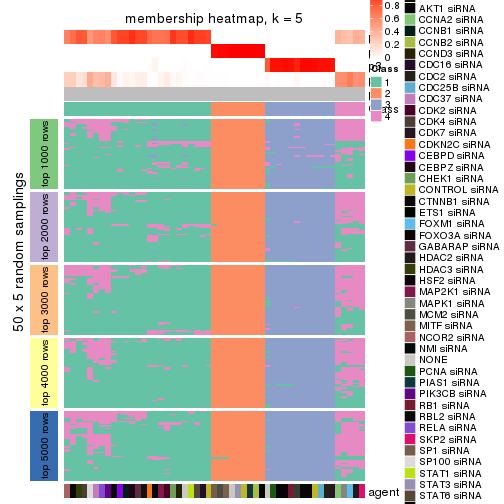 membership heatmap, k = 5
50 x 5 random samplings
top 1000 rows
top 2000 rows
top 3000 rows
top 4000 rows
top 5000 rows
0.8
0.6
0.4
0.2
0
Class
1
2
3
4
agent
AKT1 siRNA
CCNA2 siRNA
CCNB1 siRNA
CCNB2 siRNA
CCND3 siRNA
CDC16 siRNA
CDC2 siRNA
CDC25B siRNA
CDC37 siRNA
CDK2 siRNA
CDK4 siRNA
CDK7 siRNA
CDKN2C siRNA
CEBPD siRNA
CEBPZ siRNA
CHEK1 siRNA
CONTROL siRNA
CTNNB1 siRNA
ETS1 siRNA
FOXM1 siRNA
FOXO3A siRNA
GABARAP siRNA
HDAC2 siRNA
HDAC3 siRNA
HSF2 siRNA
MAP2K1 siRNA
MAPK1 siRNA
MCM2 siRNA
MITF siRNA
NCOR2 siRNA
NMI siRNA
NONE
PCNA siRNA
PIAS1 siRNA
PIK3CB siRNA
RB1 siRNA
RBL2 siRNA
RELA siRNA
SKP2 siRNA
SP1 siRNA
SP100 siRNA
STAT1 siRNA
STAT3 siRNA
STAT6 siRNA